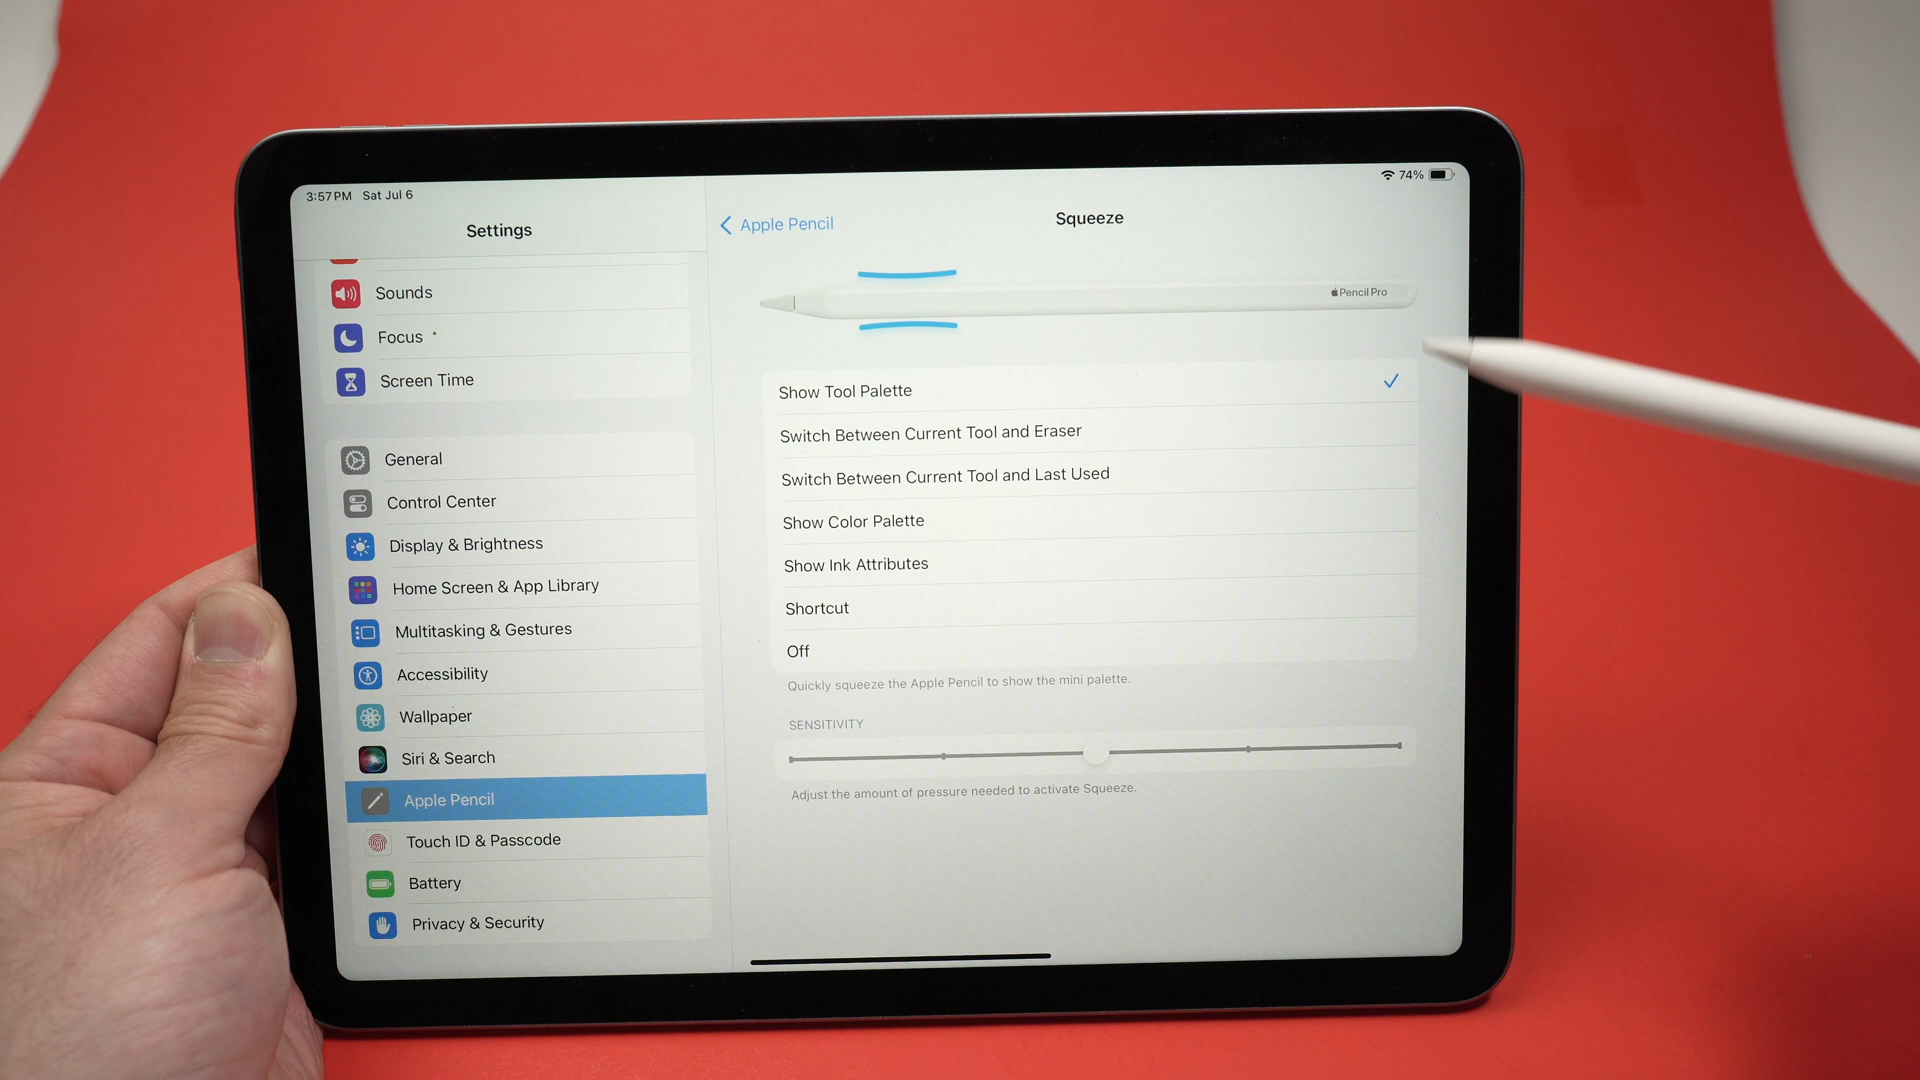 3:57 PM Sat Jul 6
74%
Settings
Sounds
Focus
Screen Time
General
Control Center
Display & Brightness
Home Screen & App Library
Multitasking & Gestures
Accessibility
Wallpaper
Siri & Search
Apple Pencil
Touch ID & Passcode
Battery
Privacy & Security
Apple Pencil
Squeeze
Pencil Pro
Show Tool Palette
Switch Between Current Tool and Eraser
Switch Between Current Tool and Last Used
Show Color Palette
Show Ink Attributes
Shortcut
Off
Quickly squeeze the Apple Pencil to show the mini palette.
SENSITIVITY
Adjust the amount of pressure needed to activate Squeeze.